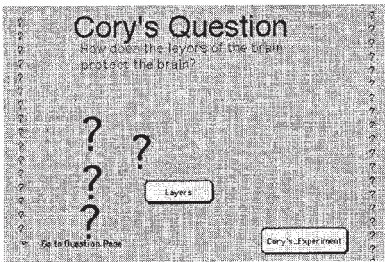 Cory's Question
How does the layers of the brain
protect the brain?
?
?
?
?
Layers
Go to Question Page
Cory's Experiment